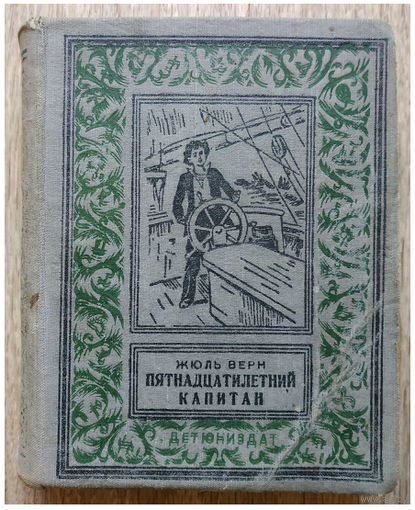 ЖЮЛЬ ВЕРН
ПЯТНАДЦАТИЛЕТНИЙ
КАПИТАН
ДЕТЮНИЗДАТ